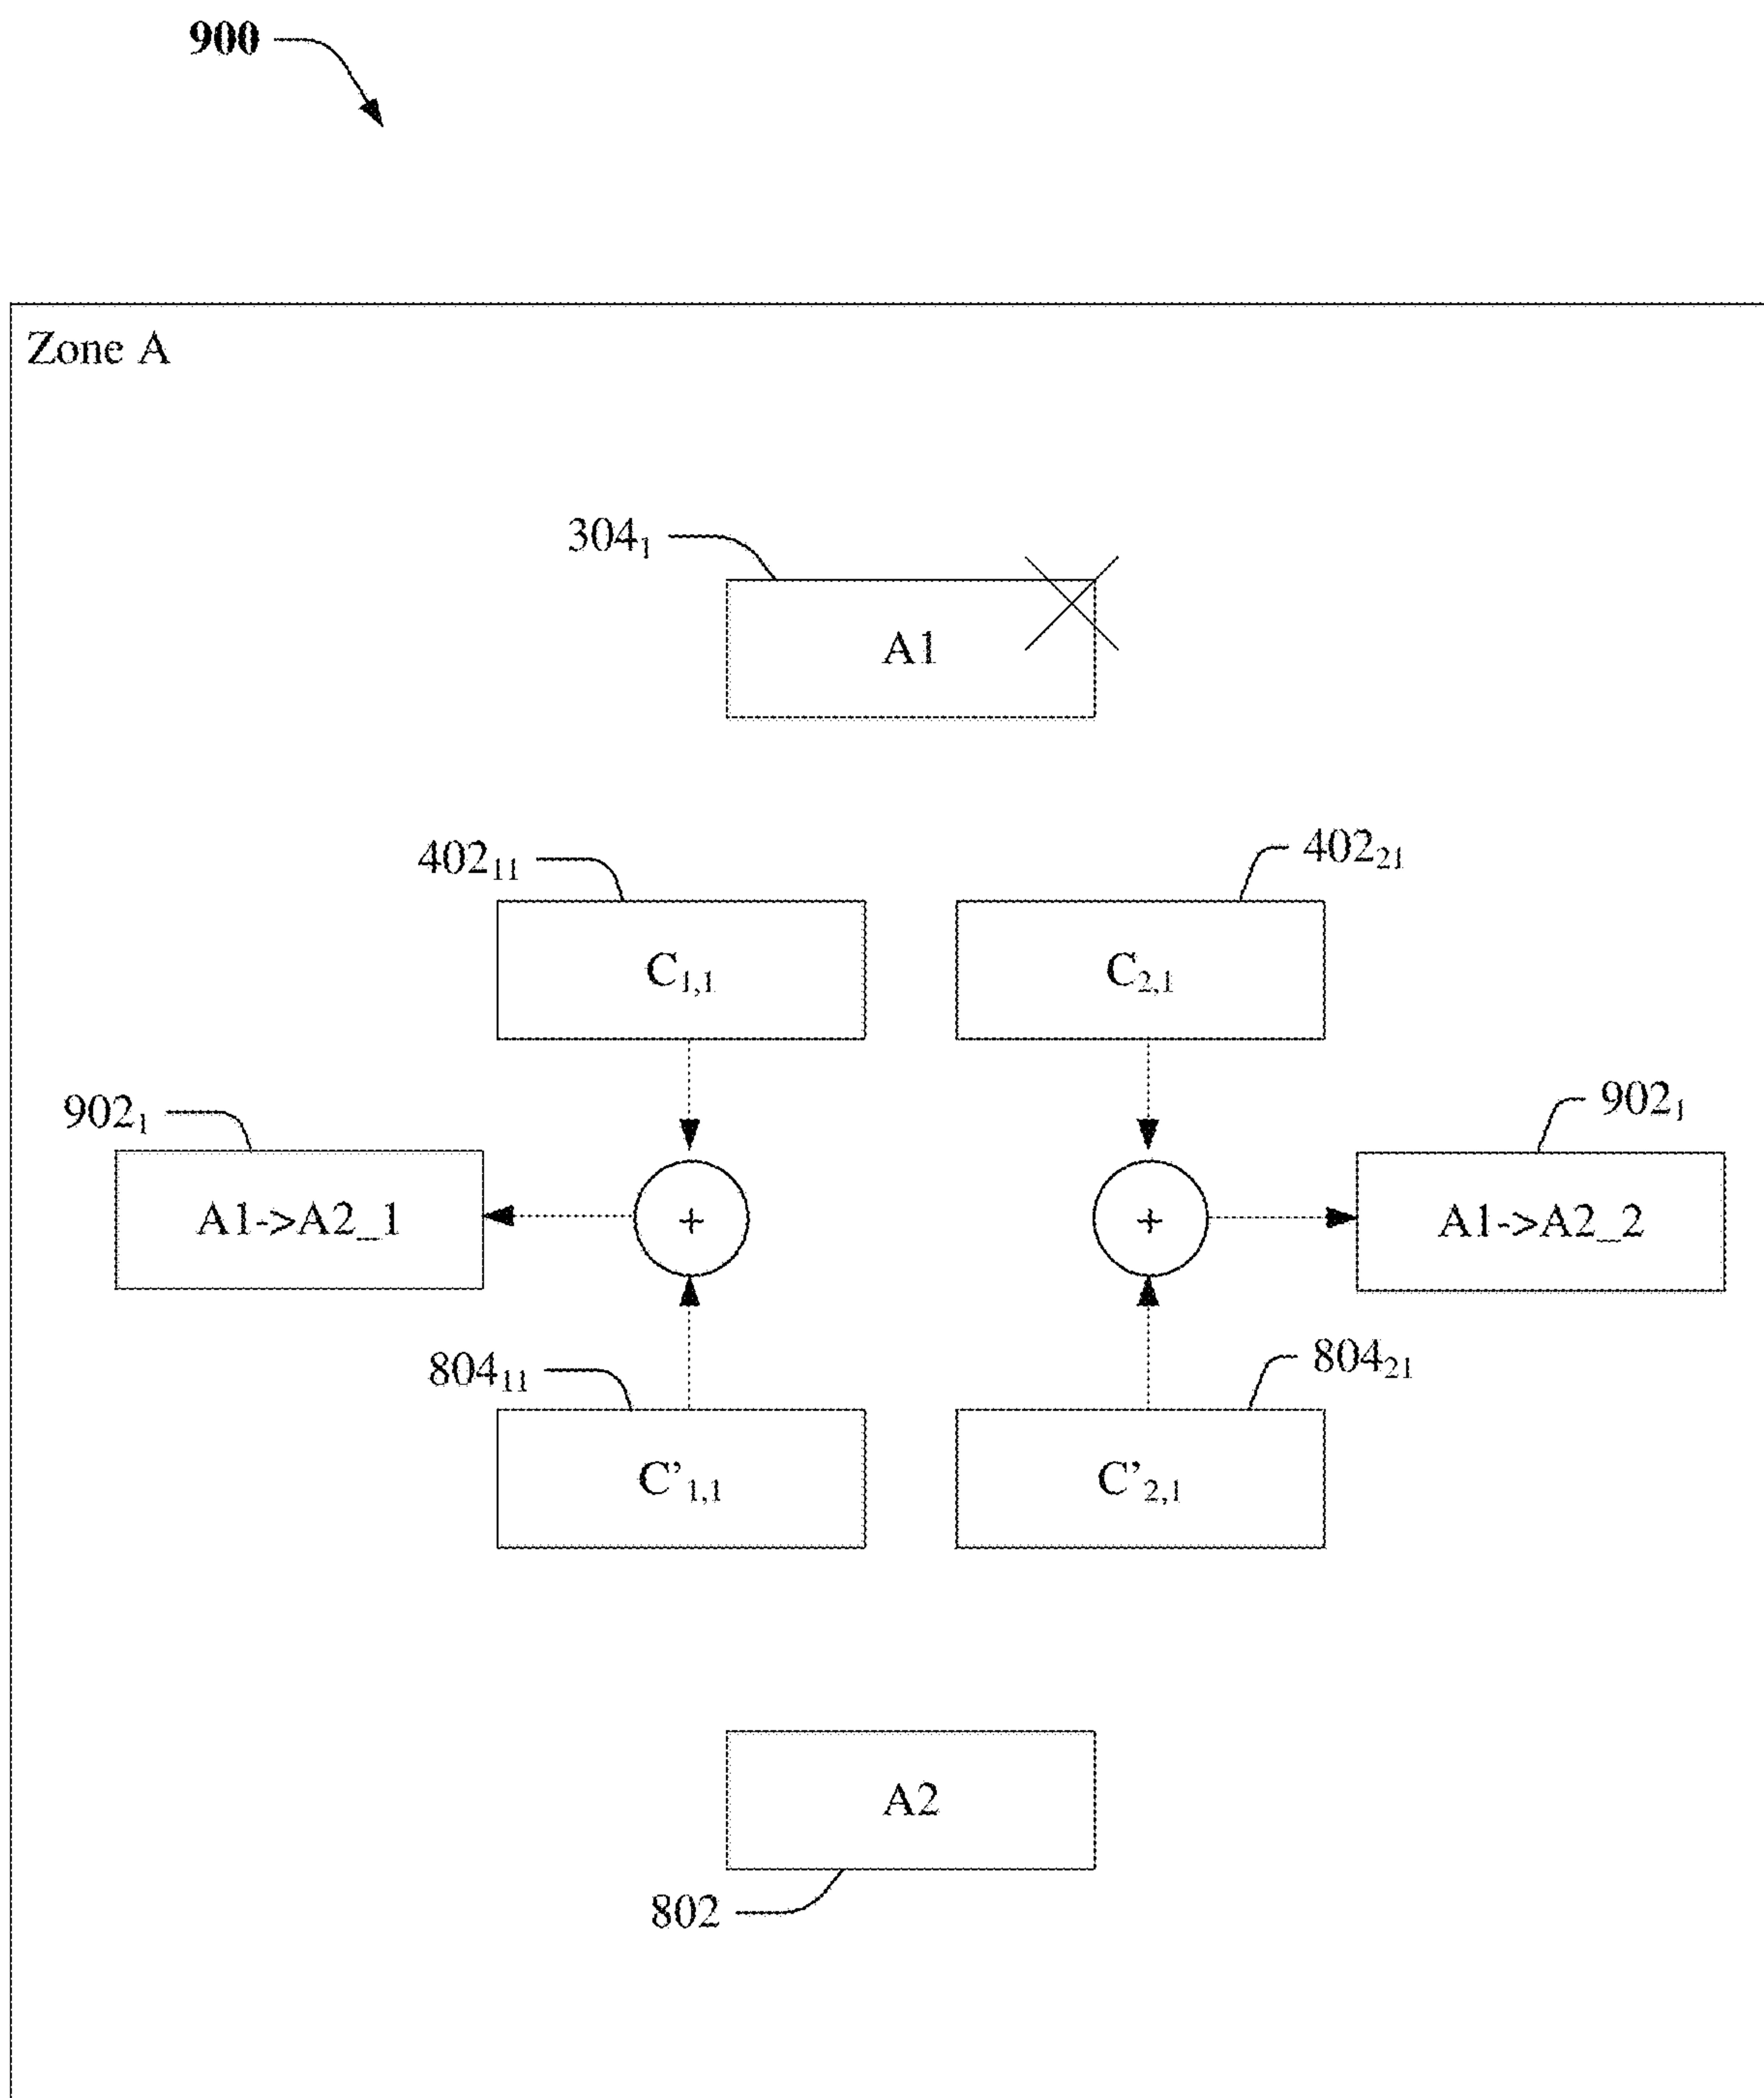 900
Zone A
304₁
A1
402₁₁
402₂₁
C₁,₁
C₂,₁
902₁
902₁
A1->A2_1
+
+
A1->A2_2
804₁₁
804₂₁
C’₁,₁
C’₂,₁
A2
802